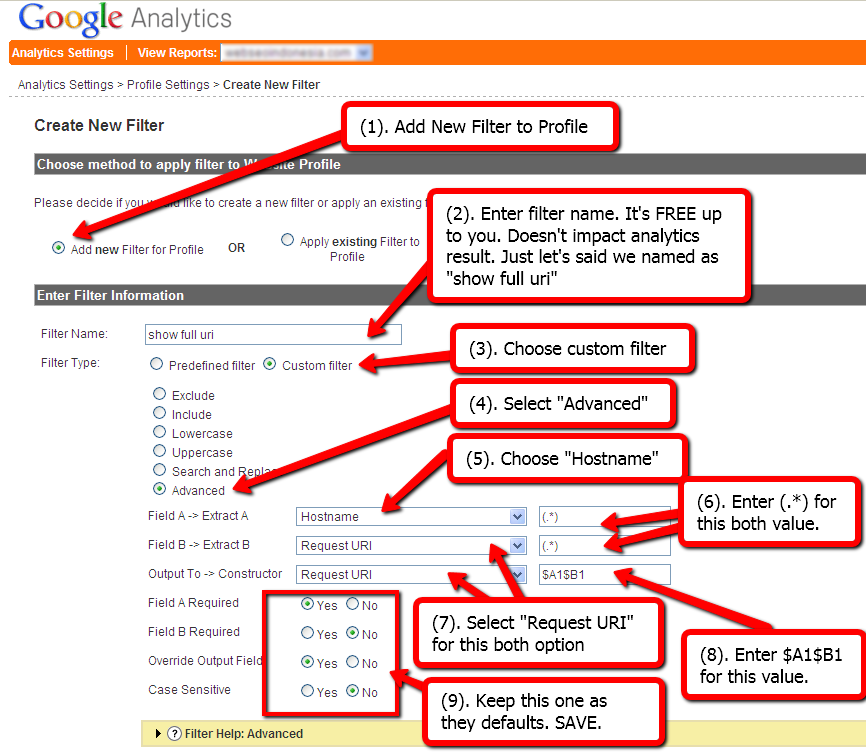 Google Analytics
Analytics Settings | View Reports:
Analytics Settings > Profile Settings > Create New Filter
Create New Filter
(1). Add New Filter to Profile
Choose method to apply filter to Website Profile
Please decide if you would like to create a new filter or apply an existing
Add new Filter for Profile
OR
Apply existing Filter to
Profile
(2). Enter filter name. It's FREE up
to you. Doesn't impact analytics
result. Just let's said we named as
"show full uri"
Enter Filter Information
Filter Name:
show full uri
Filter Type:
Predefined filter
Custom filter
(3). Choose custom filter
Exclude
Include
Lowercase
Uppercase
Search and Replac
Advanced
(4). Select "Advanced"
(5). Choose "Hostname"
Field A -> Extract A
Hostname
(.*)
(6). Enter (.*) for
this both value.
Field B -> Extract B
Request URI
(.*)
Output To -> Constructor
Request URI
$A1$B1
Field A Required
Yes
No
Field B Required
Yes
No
Override Output Field
Yes
No
Case Sensitive
Yes
No
(7). Select "Request URI"
for this both option
(8). Enter $A1$B1
for this value.
(9). Keep this one as
they defaults. SAVE.
Filter Help: Advanced